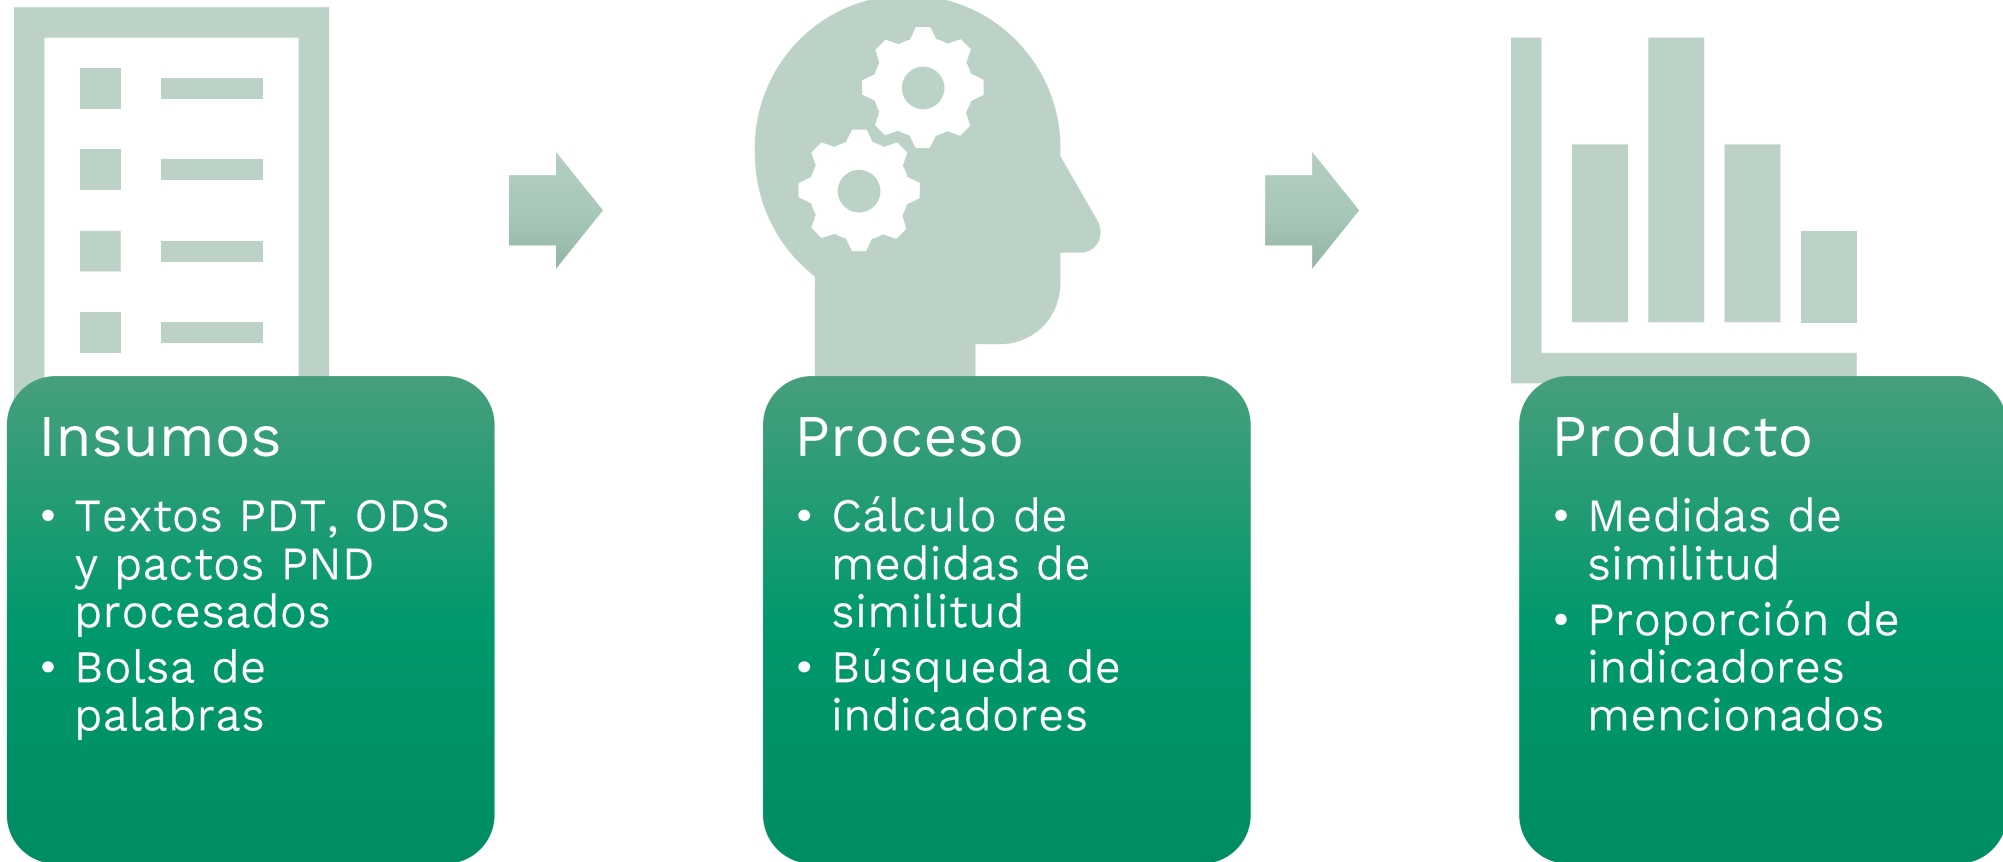 Insumos
• Textos PDT, ODS
y pactos PND
procesados
• Bolsa de
palabras
Proceso
• Cálculo de
medidas de
similitud
• Búsqueda de
indicadores
Producto
• Medidas de
similitud
• Proporción de
indicadores
mencionados